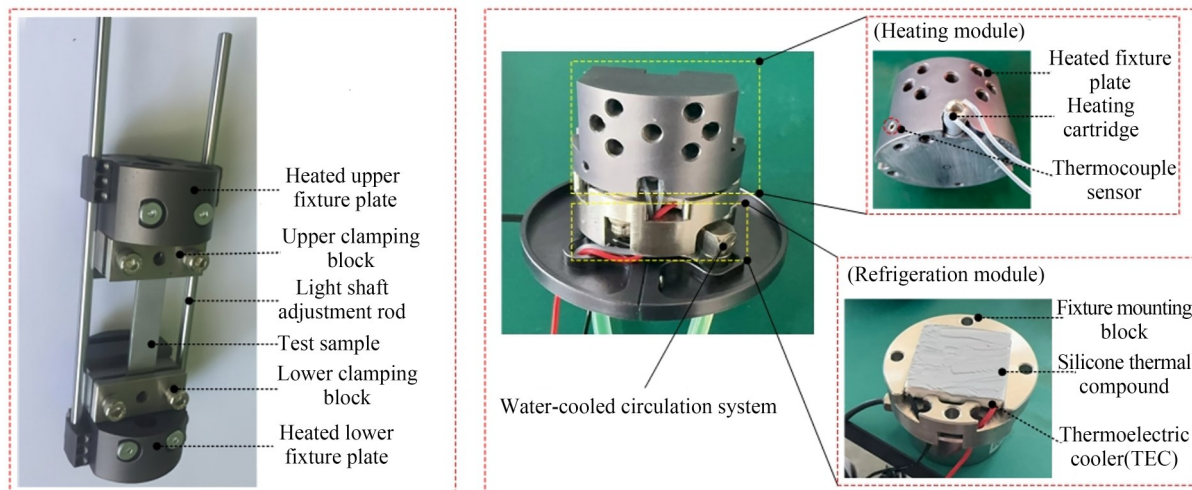 Heated upper
fixture plate
Upper clamping
block
Light shaft
adjustment rod
Test sample
Lower clamping
block
Heated lower
fixture plate
(Heating module)
Heated fixture
plate
Heating
cartridge
Thermocouple
sensor
Water-cooled circulation system
(Refrigeration module)
Fixture mounting
block
Silicone thermal
compound
Thermoelectric
cooler(TEC)